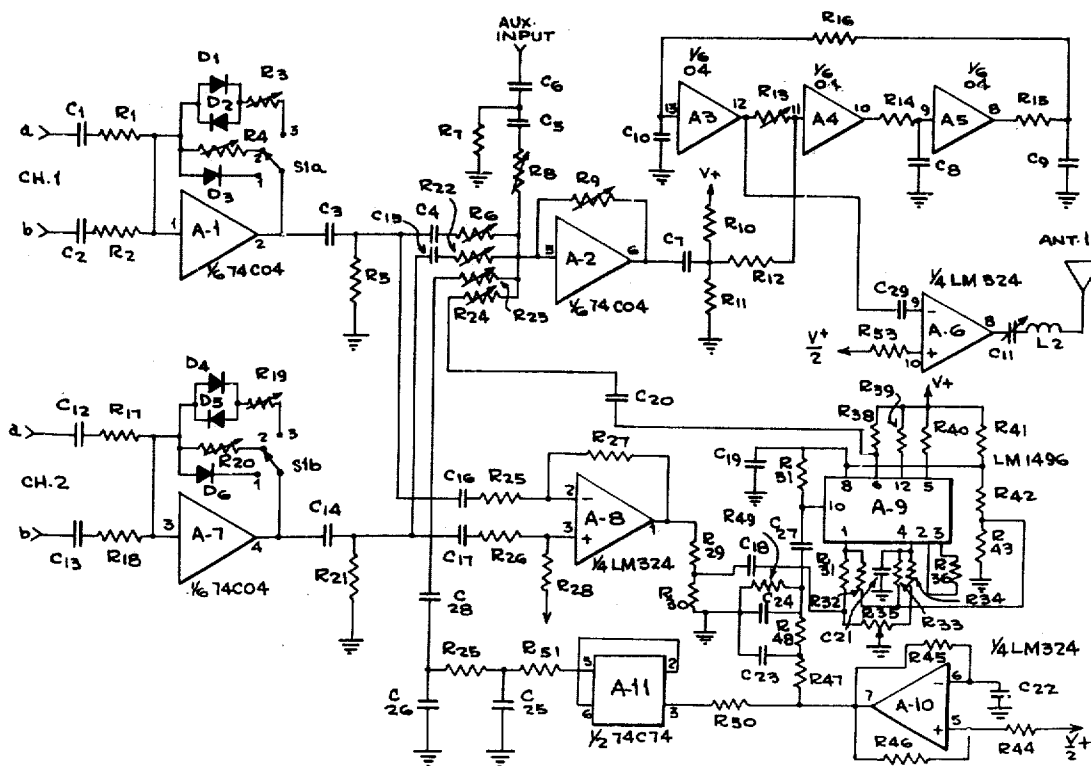 AUX.
INPUT
C6
C5
R7
R8
D1
D2
R3
C1
R1
a
R4
3
2
S1a
1
D3
CH.1
b
C2
R2
1
A-1
2
1/6 74C04
C3
R5
R22
C15
C4
R6
R23
R24
R9
5
A-2
6
1/6 74C04
C7
V+
R10
R11
R12
R16
1/6
04
13
A3
12
C10
R13
1/6
04
11
A4
10
R14
1/6
04
9
A5
8
R15
C8
C9
ANT.1
1/4 LM324
C29
9
-
A-6
8
+
10
R53
V+
2
C11
L2
D4
D5
R19
C12
R17
a
R20
2
3
S1b
1
D6
CH.2
b
C13
R18
3
A-7
4
1/6 74C04
C14
R21
C20
R27
C16
R25
2
-
A-8
1
+
3
C17
R26
1/4 LM324
R28
R29
R30
R39
R38
V+
R40
R41
LM1496
C19
R31
8
6
12
5
10
A-9
1
4
2
3
R42
R43
R49
C27
C18
C24
R48
C23
R47
R31
R32
C21
R35
R33
R34
R36
C28
R25
R51
C26
C25
5
2
A-11
6
3
1/2 74C74
R50
1/4 LM324
R45
6
-
7
A-10
+
5
C22
R46
R44
V+
2